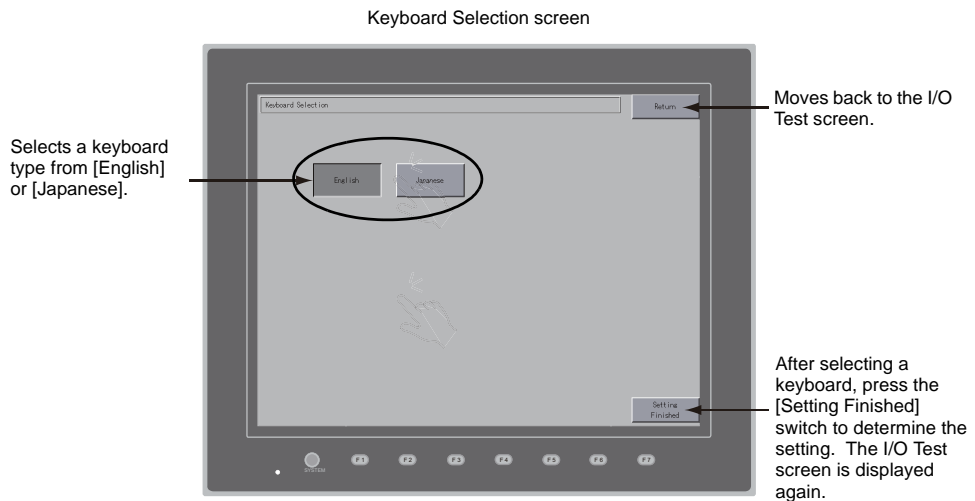 Keyboard Selection screen
Keyboard Selection
Return
Moves back to the I/O
Test screen.
Selects a keyboard
type from [English]
or [Japanese].
English
Japanese
After selecting a
keyboard, press the
[Setting Finished]
switch to determine the
setting. The I/O Test
screen is displayed
again.
Setting
Finished
SYSTEM
F1 F2 F3 F4 F5 F6 F7